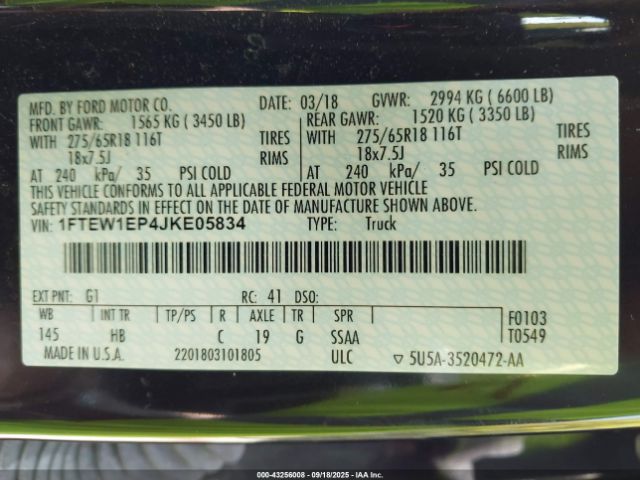 MFD. BY FORD MOTOR CO. DATE: 03/18 GVWR: 2994 KG ( 6600 LB)
FRONT GAWR: 1565 KG ( 3450 LB) REAR GAWR: 1520 KG ( 3350 LB)
WITH 275/65R18 116T TIRES WITH 275/65R18 116T TIRES
18x7.5J RIMS 18x7.5J RIMS
AT 240 kPa/ 35 PSI COLD AT 240 kPa/ 35 PSI COLD
THIS VEHICLE CONFORMS TO ALL APPLICABLE FEDERAL MOTOR VEHICLE
SAFETY STANDARDS IN EFFECT ON THE DATE OF MANUFACTURE SHOWN ABOVE.
VIN: 1FTEW1EP4JKE05834 TYPE: Truck
EXT PNT: G1 RC: 41 DSO:
WB INT TR TP/PS R AXLE TR SPR F0103
145 HB C 19 G SSAA T0549
MADE IN U.S.A. 2201803101805 ULC ▽ 5U5A-3520472-AA
000-43256008 - 09/18/2025 - IAA Inc.